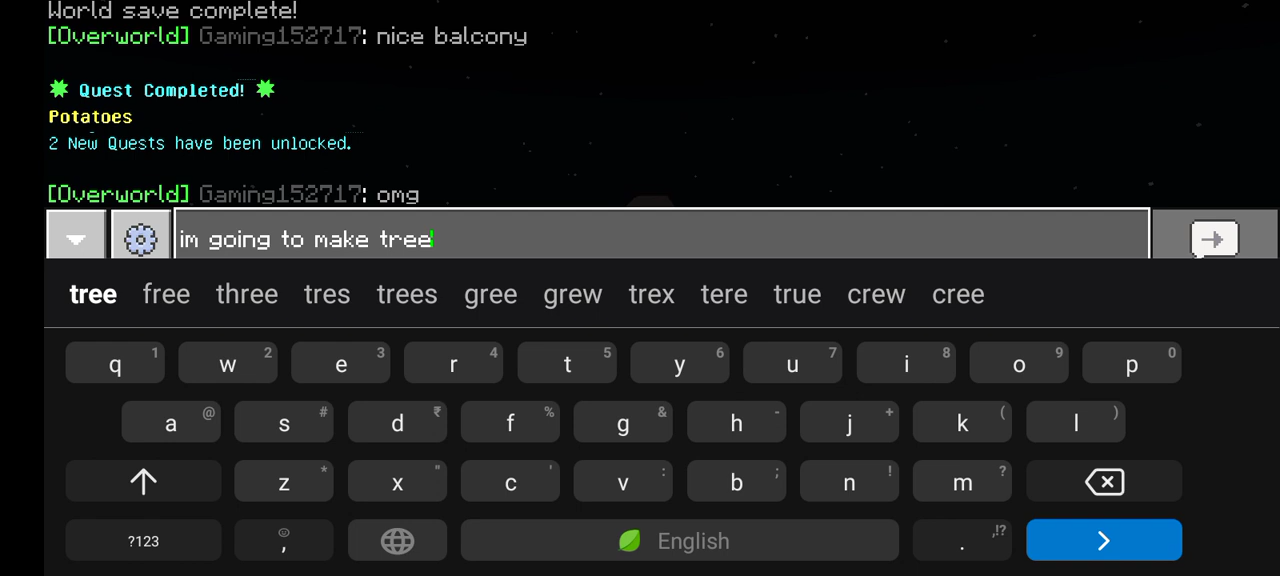 World save complete!
[Overworld] Gaming152717: nice balcony
Quest Completed!
Potatoes
2 New Quests have been unlocked.
[Overworld] Gaming152717: omg
im going to make tree
tree free three tres trees gree grew trex tere true crew cree
q 1 w 2 e 3 r 4 t 5 y 6 u 7 i 8 o 9 p 0
a @ s # d ₹ f % g & h - j + k ( l )
z * x " c ' v : b ; n ! m ?
?123 , English . ,!?